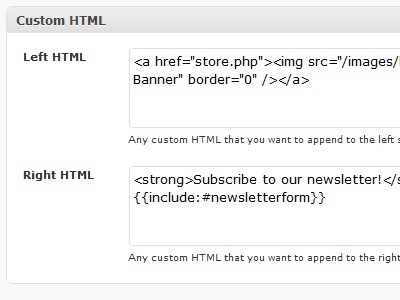 Custom HTML
Left HTML
<a href="store.php"><img src="/images/
Banner" border="0" /></a>
Any custom HTML that you want to append to the left
Right HTML
<strong>Subscribe to our newsletter!</s
{{include:#newsletterform}}
Any custom HTML that you want to append to the right